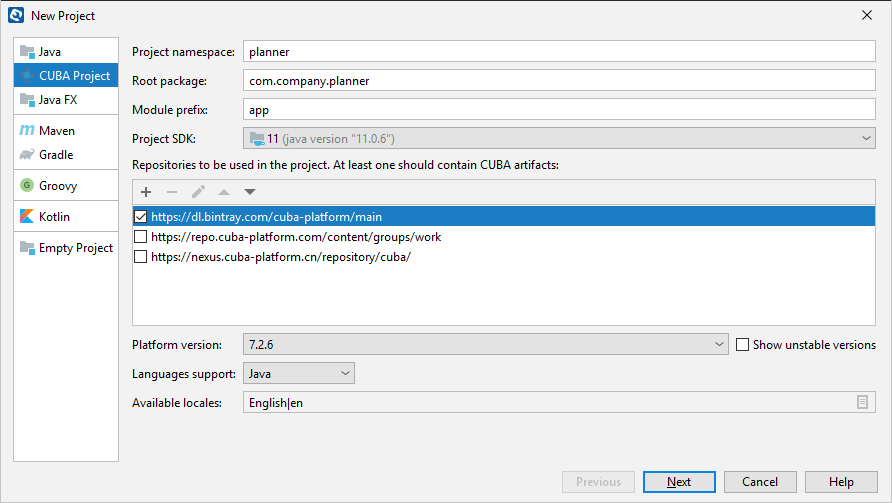 New Project
Java
CUBA Project
Java FX
Maven
Gradle
Groovy
Kotlin
Empty Project
Project namespace: planner
Root package: com.company.planner
Module prefix: app
Project SDK: 11 (java version "11.0.6")
Repositories to be used in the project. At least one should contain CUBA artifacts:
https://dl.bintray.com/cuba-platform/main
https://repo.cuba-platform.com/content/groups/work
https://nexus.cuba-platform.cn/repository/cuba/
Platform version: 7.2.6 Show unstable versions
Languages support: Java
Available locales: English|en
Previous Next Cancel Help